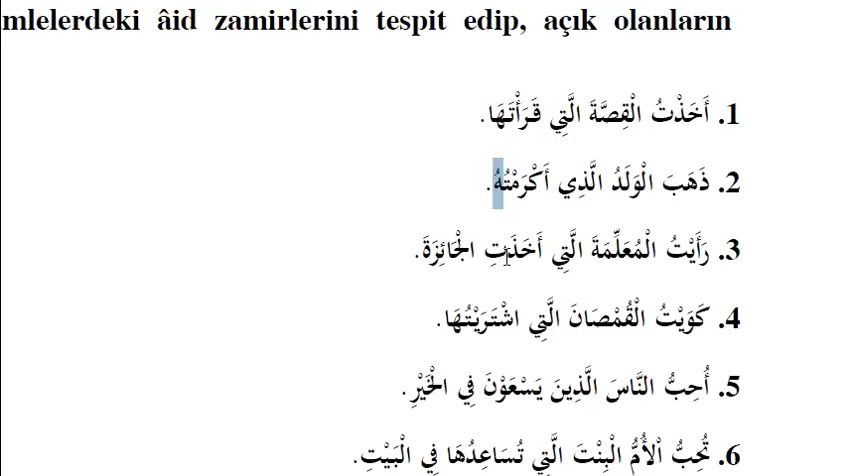 mlelerdeki âid zamirlerini tespit edip, açık olanların
1. أَخَذْتُ الْقِصَّةَ الَّتِي قَرَأْتَهَا.
2. ذَهَبَ الْوَلَدُ الَّذِي أَكْرَمْتُهُ.
3. رَأَيْتُ الْمُعَلِّمَةَ الَّتِي أَخَذَتِ الْجَائِزَةَ.
4. كَوَيْتُ الْقُمْصَانَ الَّتِي اشْتَرَيْتُهَا.
5. أُحِبُّ النَّاسَ الَّذِينَ يَسْعَوْنَ فِي الْخَيْرِ.
6. تُحِبُّ الْأُمُّ الْبِنْتَ الَّتِي تُسَاعِدُهَا فِي الْبَيْتِ.